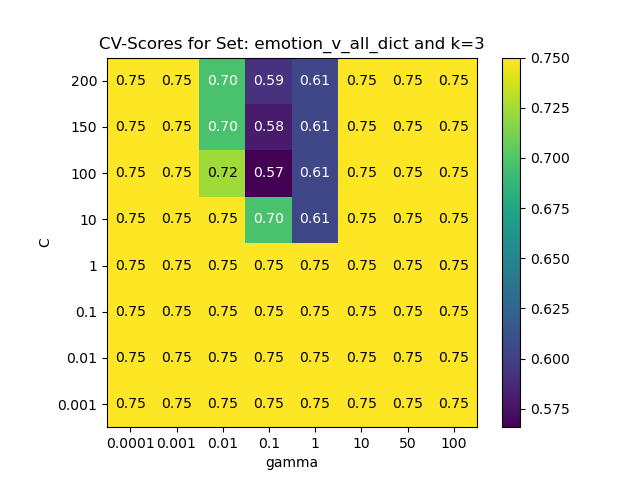 CV-Scores for Set: emotion_v_all_dict and k=3
200 0.75 0.75 0.70 0.59 0.61 0.75 0.75 0.75
150 0.75 0.75 0.70 0.58 0.61 0.75 0.75 0.75
100 0.75 0.75 0.72 0.57 0.61 0.75 0.75 0.75
10 0.75 0.75 0.75 0.70 0.61 0.75 0.75 0.75
C
1 0.75 0.75 0.75 0.75 0.75 0.75 0.75 0.75
0.1 0.75 0.75 0.75 0.75 0.75 0.75 0.75 0.75
0.01 0.75 0.75 0.75 0.75 0.75 0.75 0.75 0.75
0.001 0.75 0.75 0.75 0.75 0.75 0.75 0.75 0.75
0.0001 0.001 0.01 0.1 1 10 50 100
gamma
0.750
0.725
0.700
0.675
0.650
0.625
0.600
0.575